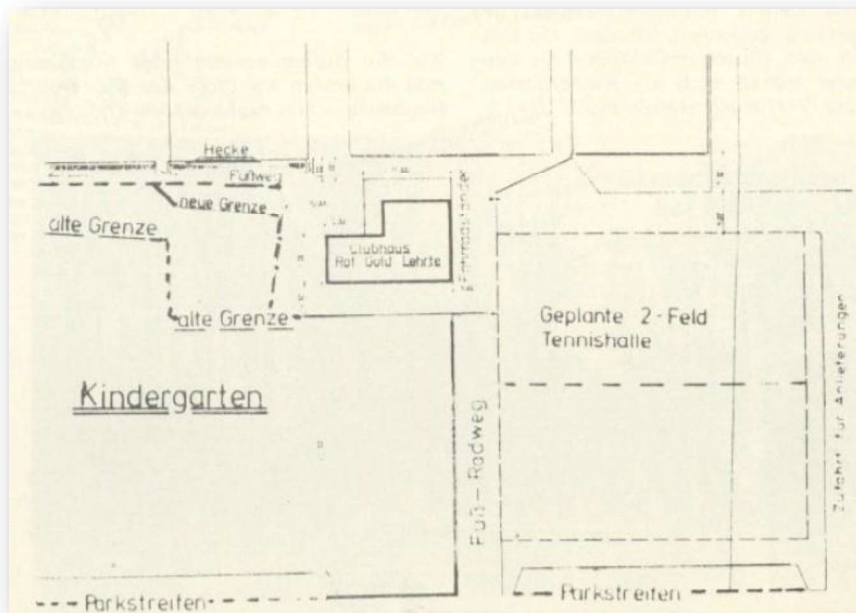 Hecke
Fußweg
neue Grenze
alte Grenze
Clubhaus
Rot Gold Lehrte
Fahrradständer
alte Grenze
Geplante 2-Feld
Tennishalle
Kindergarten
Fuß-Radweg
Zufahrt für Anlieferungen
Parkstreifen
Parkstreifen